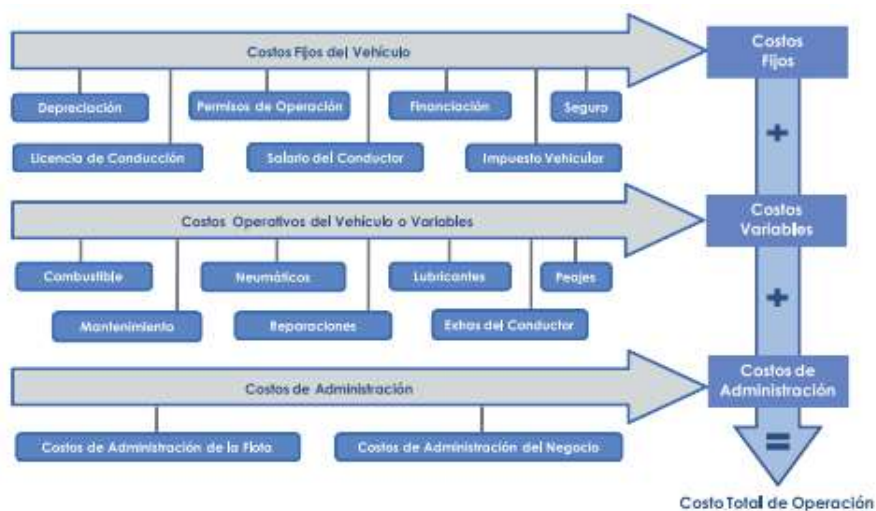 Costos Fijos del Vehículo
Costos
Fijos
Depreciación
Permisos de Operación
Financiación
Seguro
Licencia de Conducción
Salario del Conductor
Impuesto Vehicular
+
Costos Operativos del Vehículo o Variables
Costos
Variables
Combustible
Neumáticos
Lubricantes
Peajes
Mantenimiento
Reparaciones
Extras del Conductor
+
Costos de Administración
Costos de
Administración
Costos de Administración de la Flota
Costos de Administración del Negocio
=
Costo Total de Operación